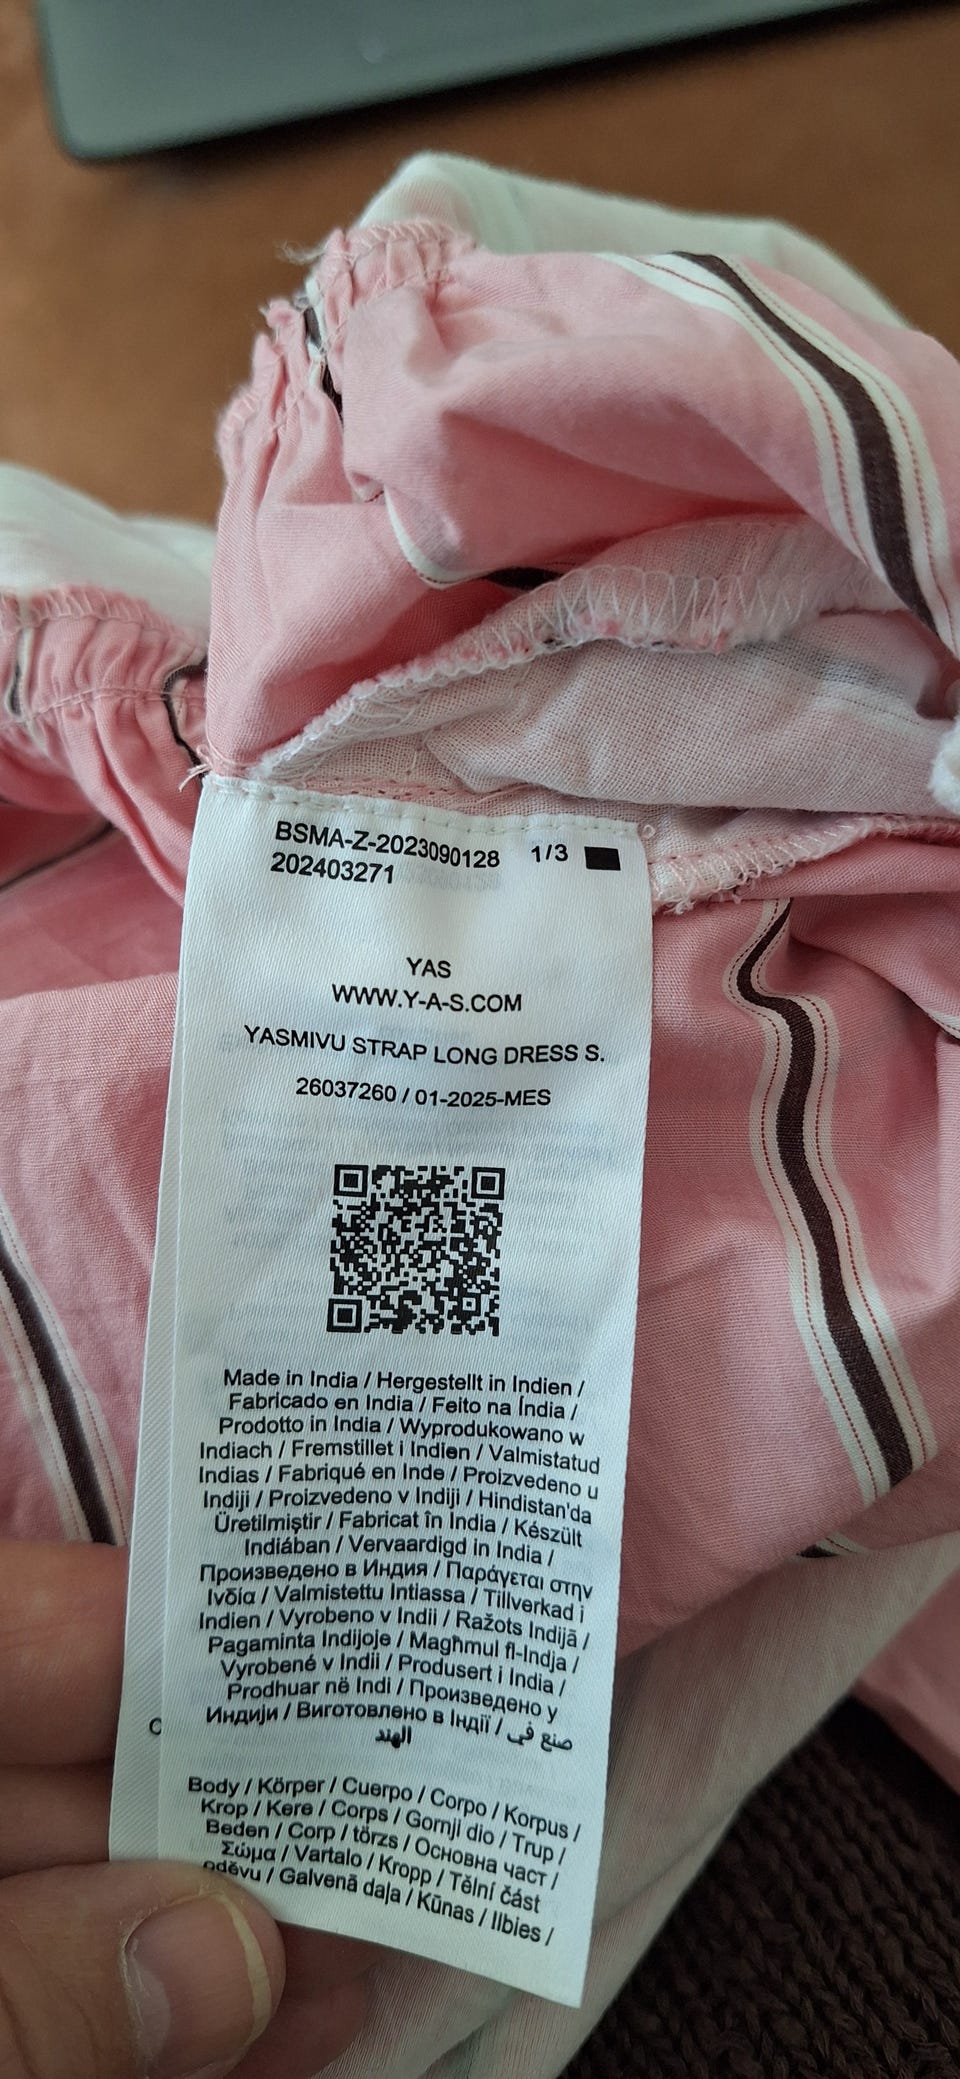 BSMA-Z-2023090128 1/3
202403271
YAS
WWW.Y-A-S.COM
YASMIVU STRAP LONG DRESS S.
26037260 / 01-2025-MES
Made in India / Hergestellt in Indien /
Fabricado en India / Feito na Índia /
Prodotto in India / Wyprodukowano w
Indiach / Fremstillet i Indien / Valmistatud
Indias / Fabriqué en Inde / Proizvedeno u
Indiji / Proizvedeno v Indiji / Hindistan'da
Üretilmiştir / Fabricat în India / Készült
Indiában / Vervaardigd in India /
Произведено в Индия / Παράγεται στην
Ινδία / Valmistettu Intiassa / Tillverkad i
Indien / Vyrobeno v Indii / Ražots Indijā /
Pagaminta Indijoje / Magħmul fl-Indja /
Vyrobené v Indii / Produsert i India /
Prodhuar në Indi / Произведено у
Индији / Виготовлено в Індії / صنع في
الهند
Body / Körper / Cuerpo / Corpo / Korpus /
Krop / Kere / Corps / Gornji dio / Trup /
Beden / Corp / törzs / Основна част /
Σώμα / Vartalo / Kropp / Tělní část
oděvu / Galvenā daļa / Kūnas / Ilbies /